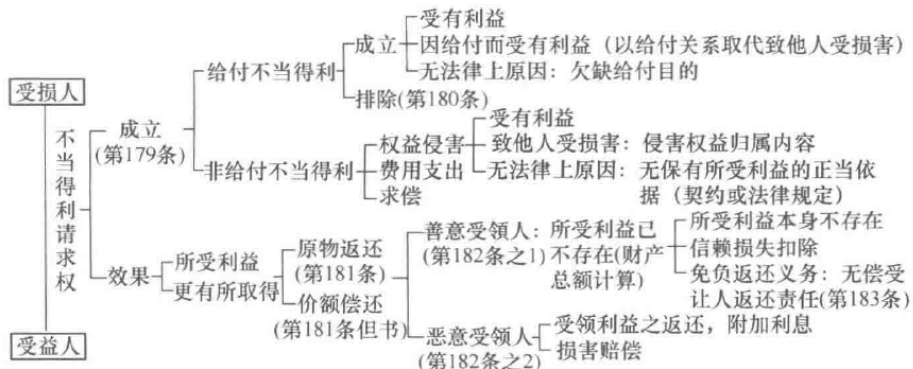 受损人
不当得利请求权
受益人
成立
(第179条)
给付不当得利
成立
受有利益
因给付而受有利益（以给付关系取代致他人受损害）
无法律上原因：欠缺给付目的
排除(第180条)
非给付不当得利
权益侵害
费用支出
求偿
受有利益
致他人受损害：侵害权益归属内容
无法律上原因：无保有所受利益的正当依
据（契约或法律规定）
效果
所受利益
更有所取得
原物返还
(第181条)
价额偿还
(第181条但书)
善意受领人：所受利益已
(第182条之1)不存在(财产
总额计算)
所受利益本身不存在
信赖损失扣除
免负返还义务：无偿受
让人返还责任(第183条)
恶意受领人
(第182条之2)
受领利益之返还，附加利息
损害赔偿